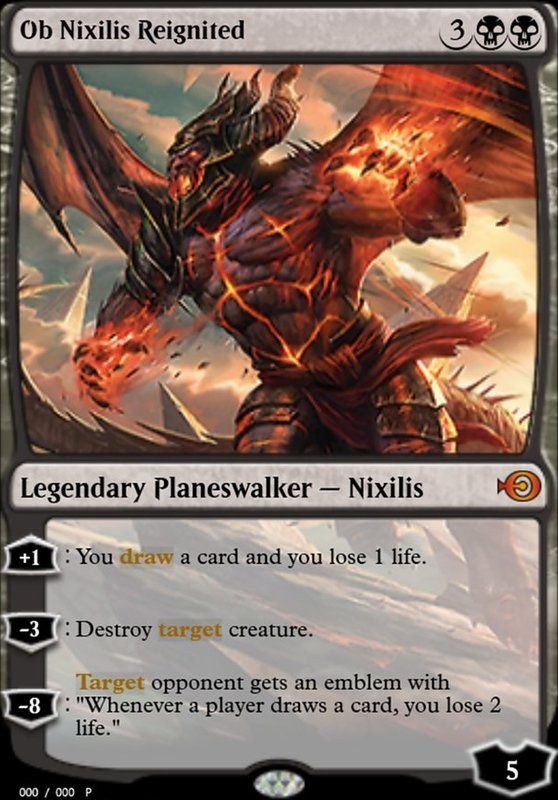 Ob Nixilis Reignited 3
Legendary Planeswalker — Nixilis
+1 : You draw a card and you lose 1 life.
-3 : Destroy target creature.
Target opponent gets an emblem with
-8 : "Whenever a player draws a card, you lose 2
life."
5
000 / 000 P